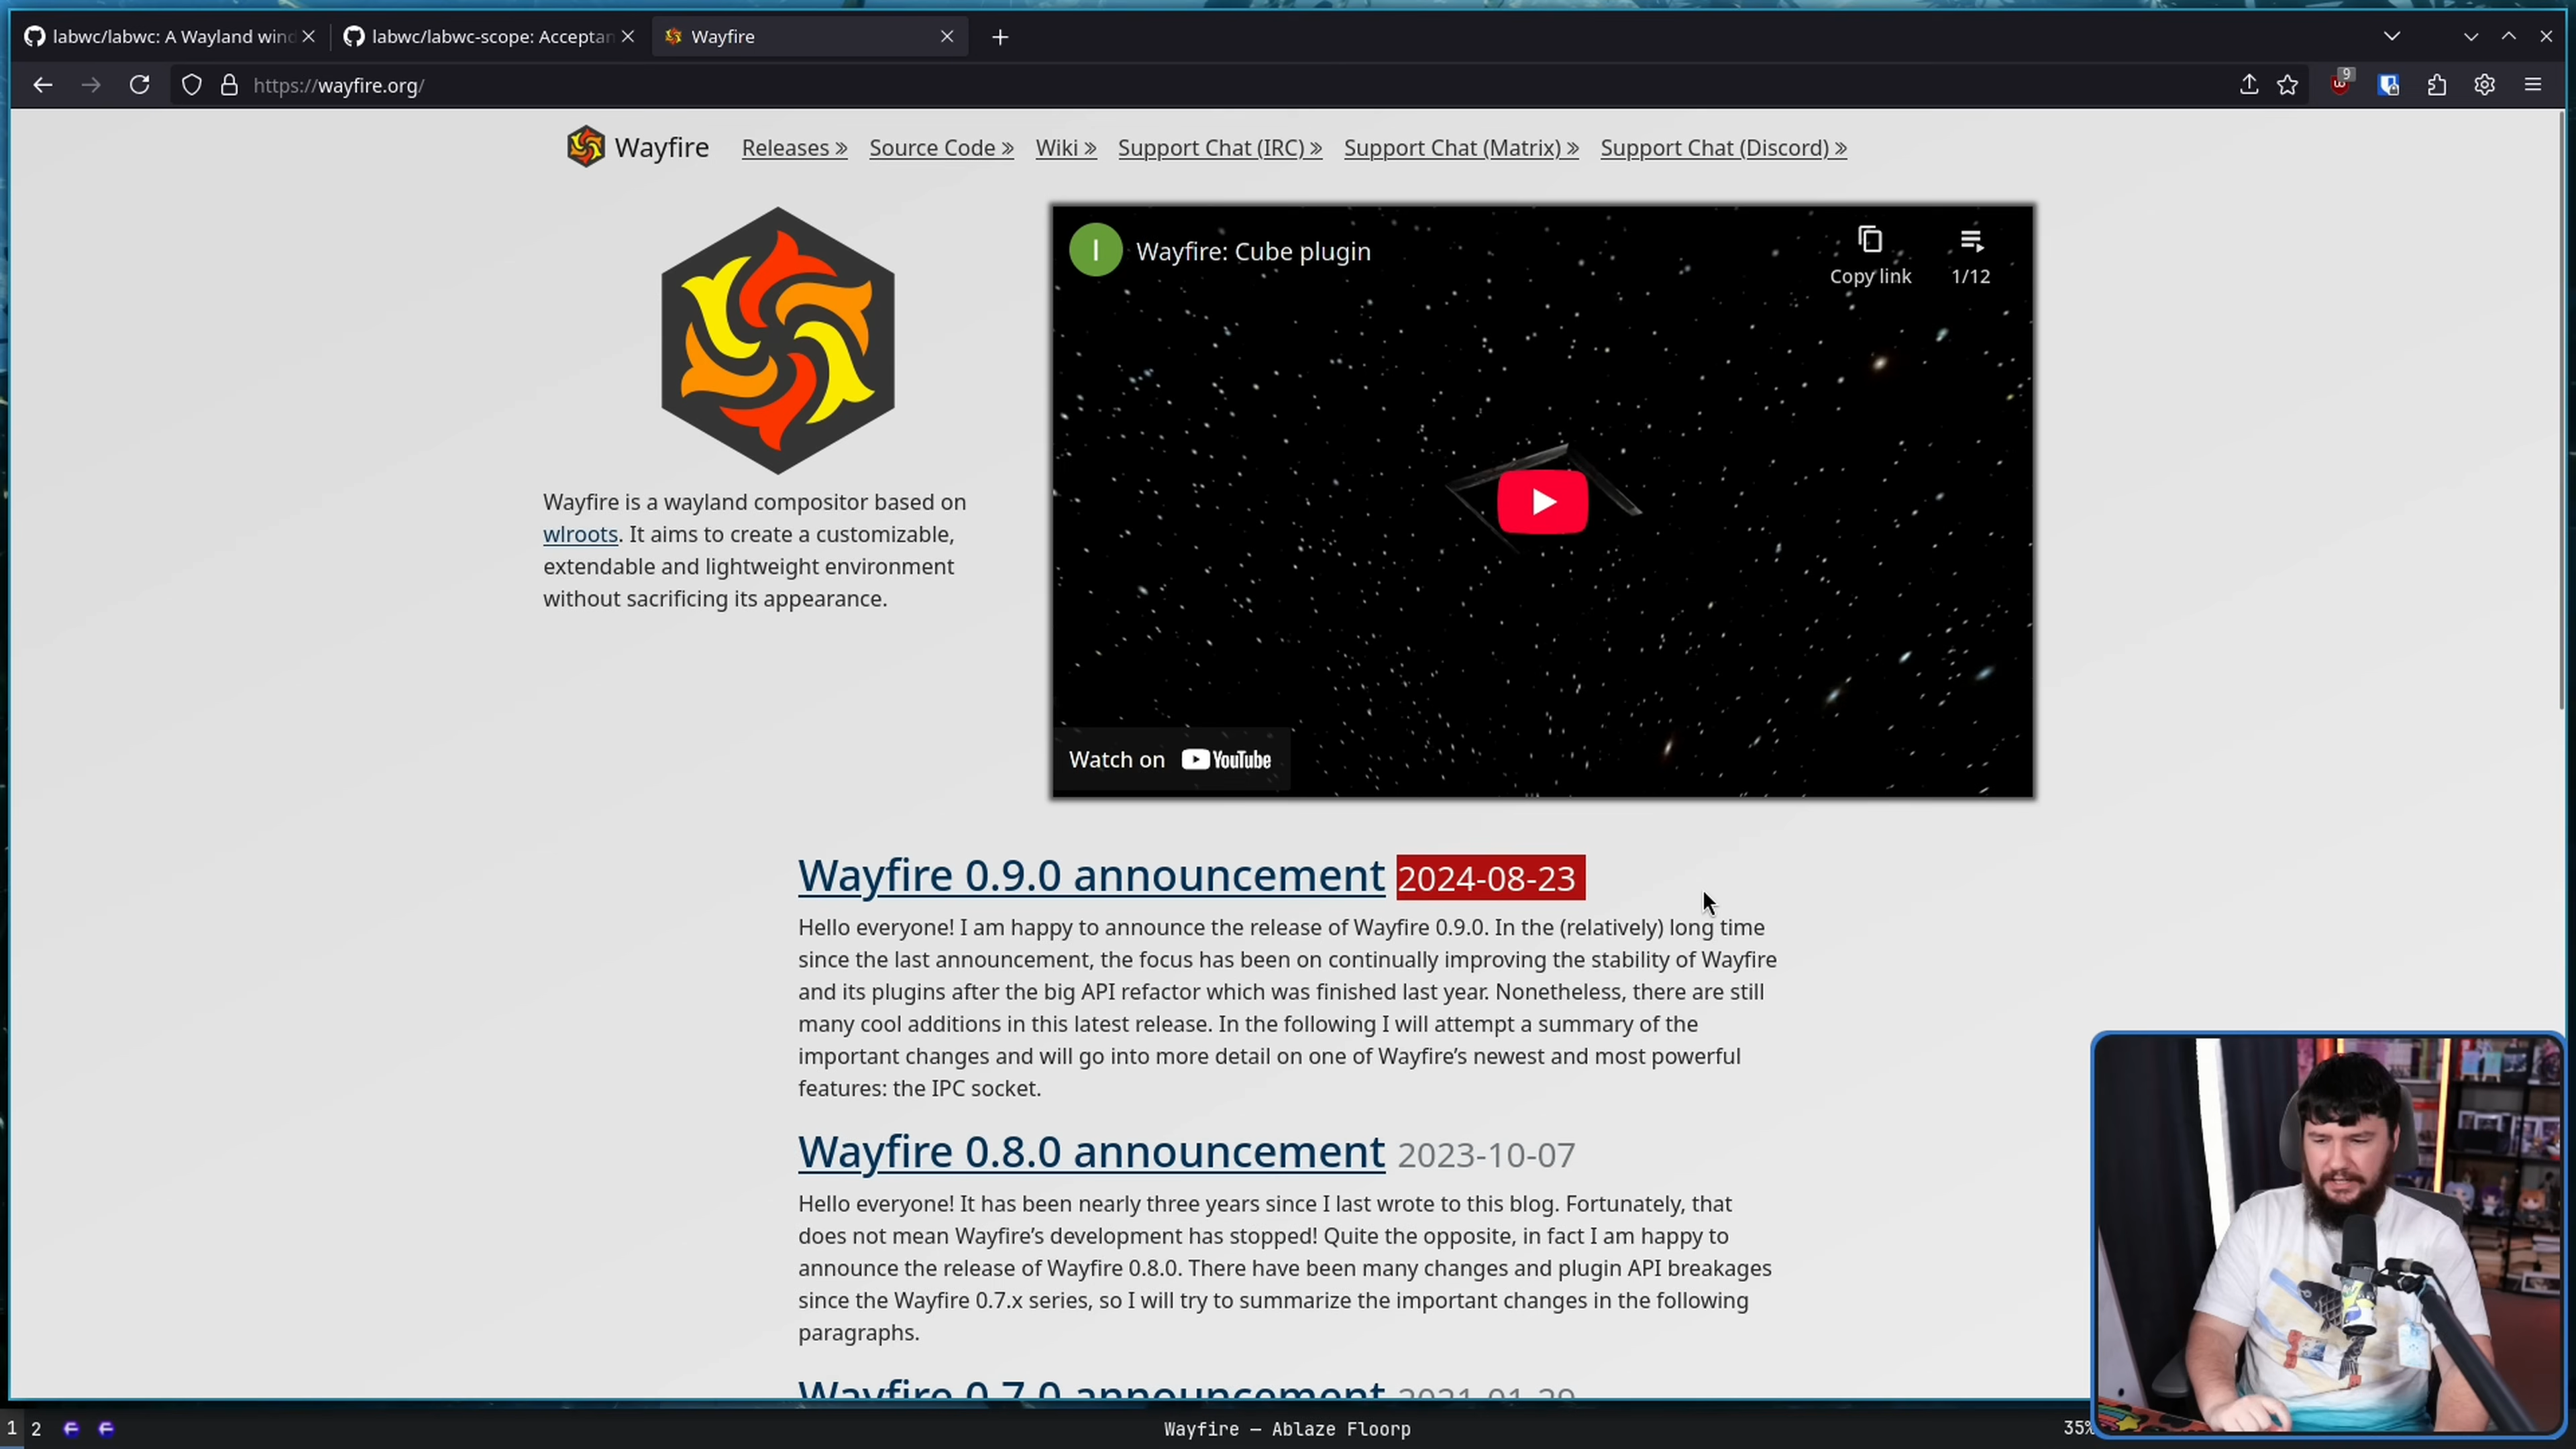 labwc/labwc: A Wayland wind
labwc/labwc-scope: Acceptan
Wayfire
9
https://wayfire.org/
Wayfire
Releases »
Source Code »
Wiki »
Support Chat (IRC) »
Support Chat (Matrix) »
Support Chat (Discord) »
I
Wayfire: Cube plugin
Copy link
1/12
Wayfire is a wayland compositor based on
wlroots. It aims to create a customizable,
extendable and lightweight environment
without sacrificing its appearance.
Watch on YouTube
Wayfire 0.9.0 announcement 2024-08-23
Hello everyone! I am happy to announce the release of Wayfire 0.9.0. In the (relatively) long time
since the last announcement, the focus has been on continually improving the stability of Wayfire
and its plugins after the big API refactor which was finished last year. Nonetheless, there are still
many cool additions in this latest release. In the following I will attempt a summary of the
important changes and will go into more detail on one of Wayfire’s newest and most powerful
features: the IPC socket.
Wayfire 0.8.0 announcement 2023-10-07
Hello everyone! It has been nearly three years since I last wrote to this blog. Fortunately, that
does not mean Wayfire’s development has stopped! Quite the opposite, in fact I am happy to
announce the release of Wayfire 0.8.0. There have been many changes and plugin API breakages
since the Wayfire 0.7.x series, so I will try to summarize the important changes in the following
paragraphs.
Wayfire 0.7.0 announcement 2021-01-29
1 2
Wayfire — Ablaze Floorp
35%